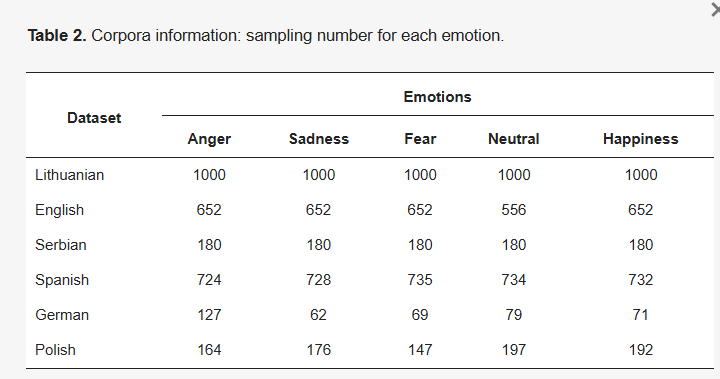 Table 2. Corpora information: sampling number for each emotion.
Emotions
Dataset
Anger Sadness Fear Neutral Happiness
Lithuanian 1000 1000 1000 1000 1000
English 652 652 652 556 652
Serbian 180 180 180 180 180
Spanish 724 728 735 734 732
German 127 62 69 79 71
Polish 164 176 147 197 192